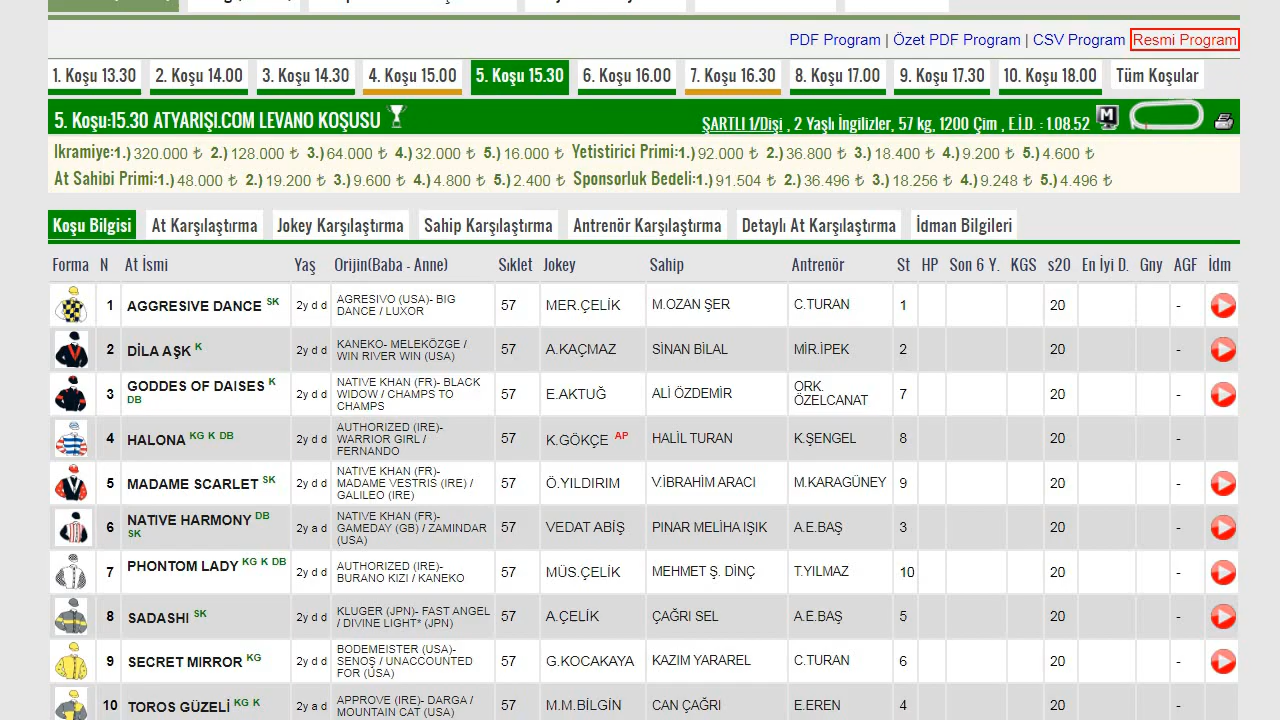 PDF Program | Özet PDF Program | CSV Program Resmi Program
1. Koşu 13.30 2. Koşu 14.00 3. Koşu 14.30 4. Koşu 15.00 5. Koşu 15.30 6. Koşu 16.00 7. Koşu 16.30 8. Koşu 17.00 9. Koşu 17.30 10. Koşu 18.00 Tüm Koşular
5. Koşu:15.30 ATYARIŞI.COM LEVANO KOŞUSU ŞARTLI 1/Dişi , 2 Yaşlı İngilizler, 57 kg, 1200 Çim , E.İ.D. : 1.08.52 M
Ikramiye:1.) 320.000 ₺ 2.) 128.000 ₺ 3.) 64.000 ₺ 4.) 32.000 ₺ 5.) 16.000 ₺ Yetistirici Primi:1.) 92.000 ₺ 2.) 36.800 ₺ 3.) 18.400 ₺ 4.) 9.200 ₺ 5.) 4.600 ₺
At Sahibi Primi:1.) 48.000 ₺ 2.) 19.200 ₺ 3.) 9.600 ₺ 4.) 4.800 ₺ 5.) 2.400 ₺ Sponsorluk Bedeli:1.) 91.504 ₺ 2.) 36.496 ₺ 3.) 18.256 ₺ 4.) 9.248 ₺ 5.) 4.496 ₺
Koşu Bilgisi At Karşılaştırma Jokey Karşılaştırma Sahip Karşılaştırma Antrenör Karşılaştırma Detaylı At Karşılaştırma İdman Bilgileri
Forma N At İsmi Yaş Orijin(Baba - Anne) Sıklet Jokey Sahip Antrenör St HP Son 6 Y. KGS s20 En İyi D. Gny AGF İdm
1 AGGRESIVE DANCE SK 2y d d AGRESIVO (USA)- BIG DANCE / LUXOR 57 MER.ÇELİK M.OZAN ŞER C.TURAN 1 20 -
2 DİLA AŞK K 2y d d KANEKO- MELEKÖZGE / WIN RIVER WIN (USA) 57 A.KAÇMAZ SİNAN BİLAL MİR.İPEK 2 20 -
3 GODDES OF DAISES K DB 2y d d NATIVE KHAN (FR)- BLACK WIDOW / CHAMPS TO CHAMPS 57 E.AKTUĞ ALİ ÖZDEMİR ORK. ÖZELCANAT 7 20 -
4 HALONA KG K DB 2y d d AUTHORIZED (IRE)- WARRIOR GIRL / FERNANDO 57 K.GÖKÇE AP HALİL TURAN K.ŞENGEL 8 20 -
5 MADAME SCARLET SK 2y d d NATIVE KHAN (FR)- MADAME VESTRIS (IRE) / GALILEO (IRE) 57 Ö.YILDIRIM V.İBRAHİM ARACI M.KARAGÜNEY 9 20 -
6 NATIVE HARMONY DB SK 2y a d NATIVE KHAN (FR)- GAMEDAY (GB) / ZAMINDAR (USA) 57 VEDAT ABİŞ PINAR MELİHA IŞIK A.E.BAŞ 3 20 -
7 PHONTOM LADY KG K DB 2y d d AUTHORIZED (IRE)- BURANO KIZI / KANEKO 57 MÜS.ÇELİK MEHMET Ş. DİNÇ T.YILMAZ 10 20 -
8 SADASHI SK 2y d d KLUGER (JPN)- FAST ANGEL / DIVINE LIGHT* (JPN) 57 A.ÇELİK ÇAĞRI SEL A.E.BAŞ 5 20 -
9 SECRET MIRROR KG 2y d d BODEMEISTER (USA)- SENOŞ / UNACCOUNTED FOR (USA) 57 G.KOCAKAYA KAZIM YARAREL C.TURAN 6 20 -
10 TOROS GÜZELİ KG K 2y a d APPROVE (IRE)- DARGA / MOUNTAIN CAT (USA) 57 M.M.BİLGİN CAN ÇAĞRI E.EREN 4 20 -